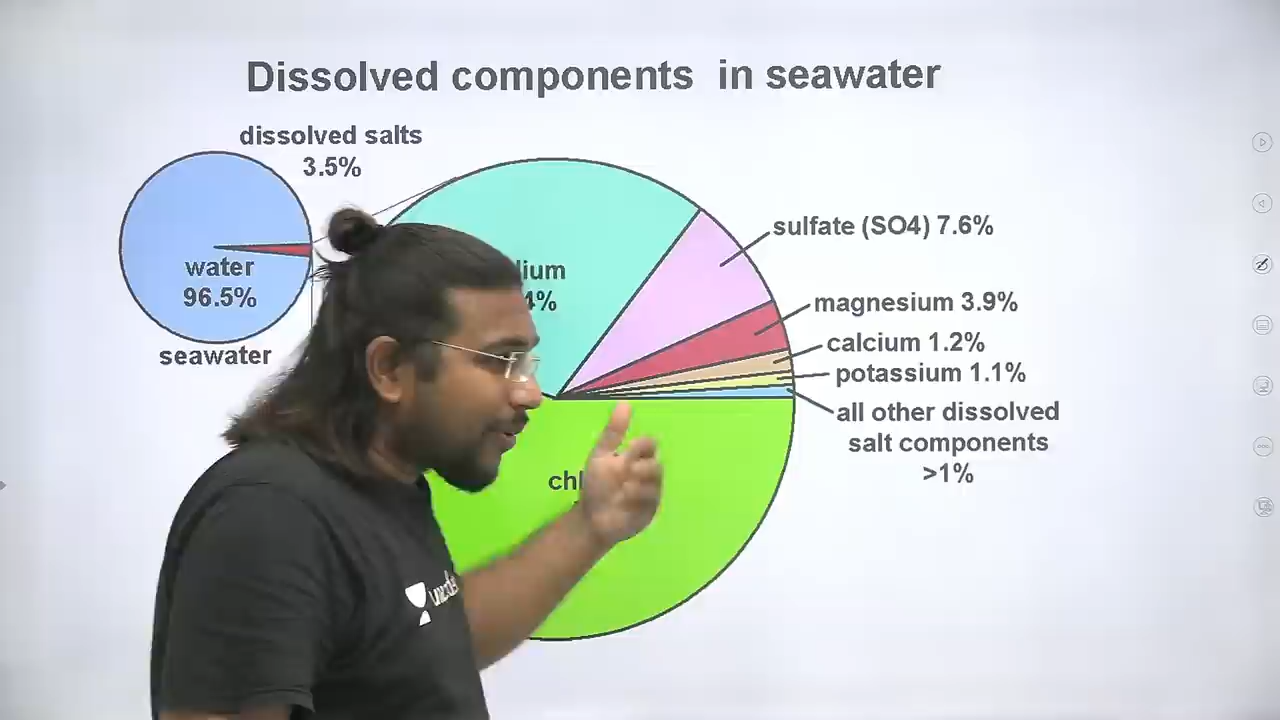 Dissolved components in seawater
dissolved salts
3.5%
water
96.5%
seawater
sulfate (SO4) 7.6%
magnesium 3.9%
calcium 1.2%
potassium 1.1%
all other dissolved
salt components
>1%